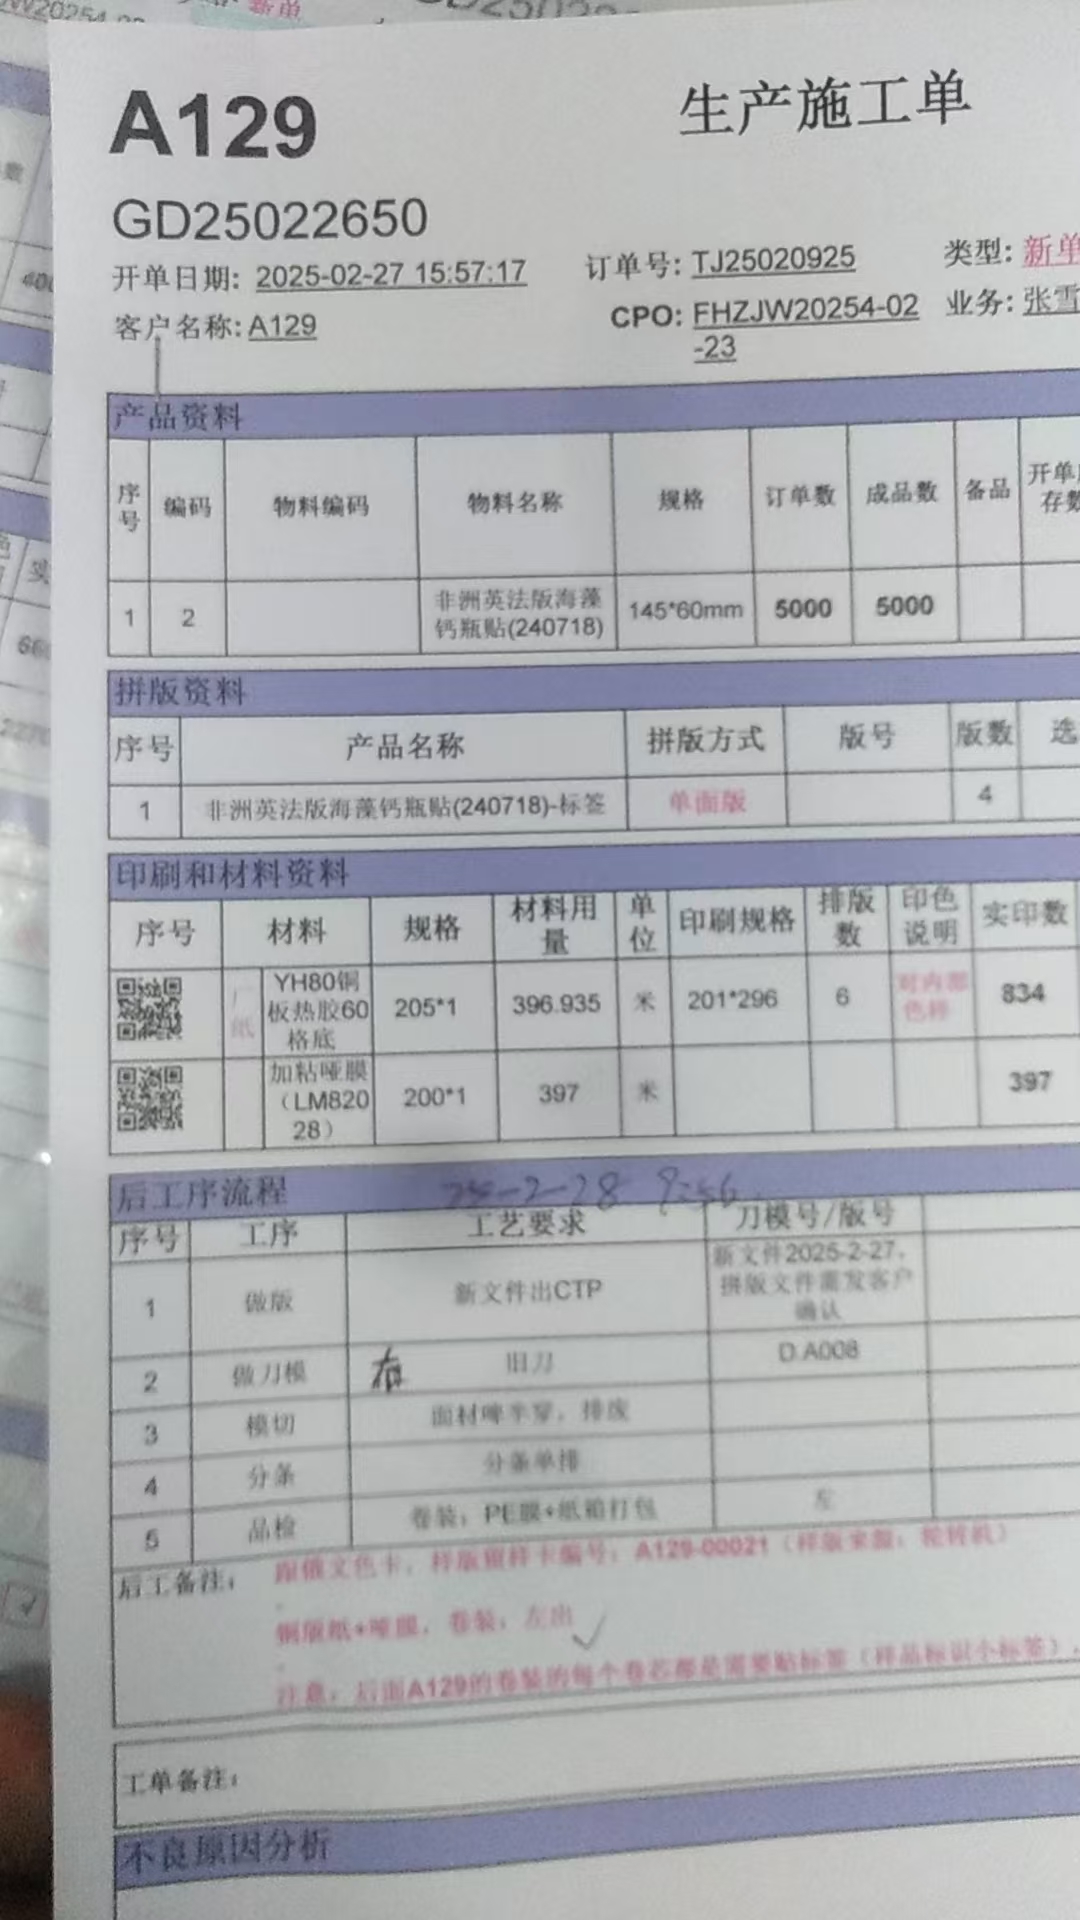 A129
生产施工单
GD25022650
开单日期: 2025-02-27 15:57:17 订单号: TJ25020925 类型: 新单
客户名称: A129 CPO: FHZJW20254-02-23 业务: 张雪
产品资料
序号 编码 物料编码 物料名称 规格 订单数 成品数 备品 开单 存数
1 2 非洲英法版海藻钙瓶贴(240718) 145*60mm 5000 5000
拼版资料
序号 产品名称 拼版方式 版号 版数 选
1 非洲英法版海藻钙瓶贴(240718)-标签 单面版 4
印刷和材料资料
序号 材料 规格 材料用量 单位 印刷规格 排版数 印色说明 实印数
厂纸 YH80铜板热胶60格底 205*1 396.935 米 201*296 6 对内部色样 834
加粘哑膜(LM82028) 200*1 397 米 397
后工序流程
25-2-28 9:56
序号 工序 工艺要求 刀模号/版号
1 做版 新文件出CTP 新文件2025-2-27,拼版文件需发客户确认
2 做刀模 有 旧刀 D.A008
3 模切 面材啤半穿，排废
4 分条 分条单排
5 品检 卷装，PE膜+纸箱打包 左
后工备注: 跟俄文色卡，样版留样卡编号：A129-00021（样版来源：轮转机）
铜版纸+哑膜，卷装，左出
注意：后面A129的卷装的每个卷芯都是需要贴标签（样品标识个标签）.
工单备注:
不良原因分析
新单